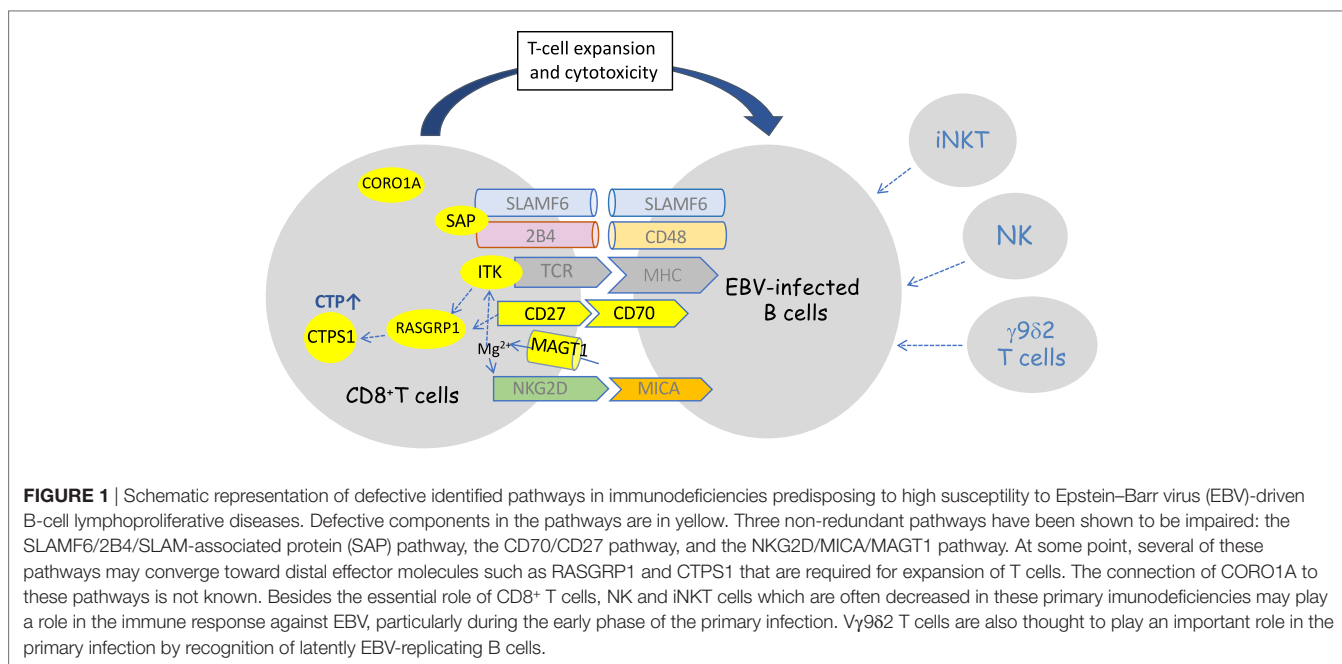 T-cell expansion
and cytotoxicity
iNKT
CORO1A
SLAMF6
SLAMF6
SAP
2B4
CD48
NK
ITK
TCR
MHC
EBV-infected
B cells
CTP↑
CD27
CD70
CTPS1
RASGRP1
γ9δ2
T cells
Mg²⁺
MAGT1
CD8⁺T cells
NKG2D
MICA
FIGURE 1 | Schematic representation of defective identified pathways in immunodeficiencies predisposing to high susceptility to Epstein–Barr virus (EBV)-driven
B-cell lymphoproliferative diseases. Defective components in the pathways are in yellow. Three non-redundant pathways have been shown to be impaired: the
SLAMF6/2B4/SLAM-associated protein (SAP) pathway, the CD70/CD27 pathway, and the NKG2D/MICA/MAGT1 pathway. At some point, several of these
pathways may converge toward distal effector molecules such as RASGRP1 and CTPS1 that are required for expansion of T cells. The connection of CORO1A to
these pathways is not known. Besides the essential role of CD8⁺ T cells, NK and iNKT cells which are often decreased in these primary imunodeficiencies may play
a role in the immune response against EBV, particularly during the early phase of the primary infection. Vγ9δ2 T cells are also thought to play an important role in the
primary infection by recognition of latently EBV-replicating B cells.